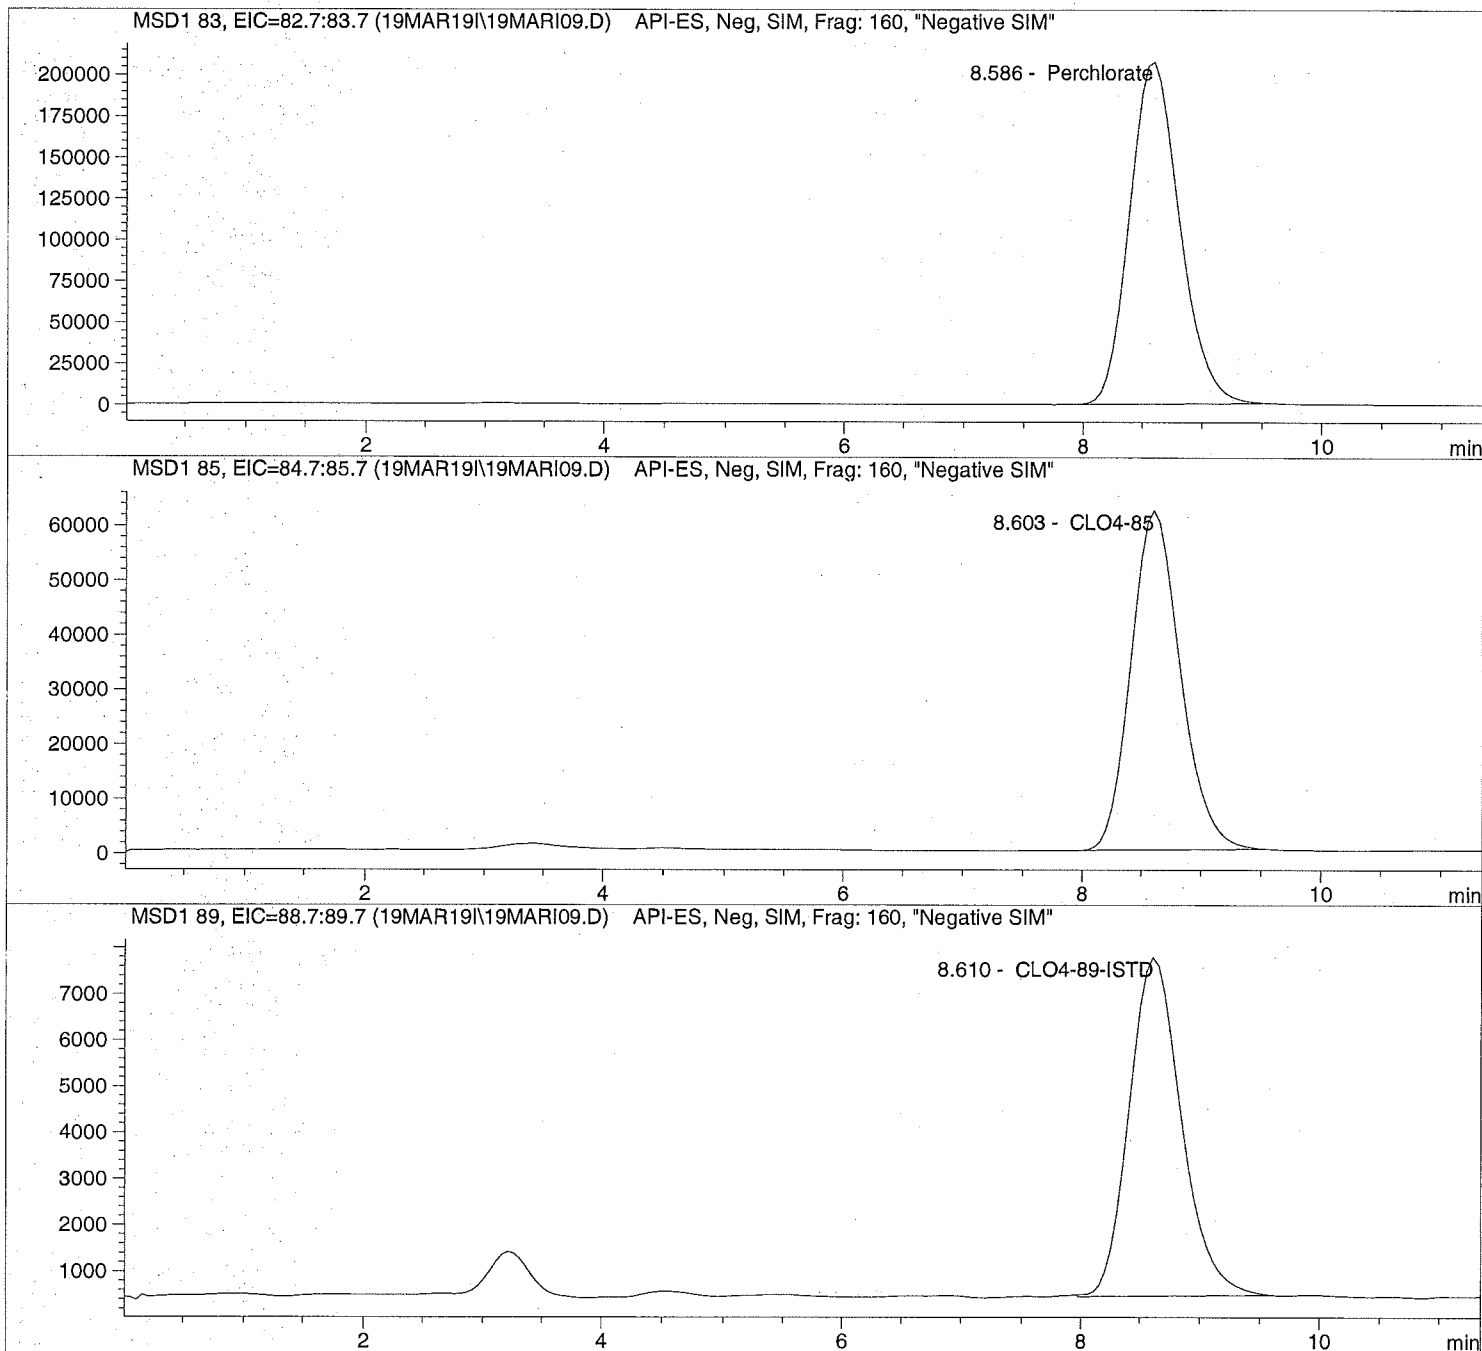 MSD1 83, EIC=82.7:83.7 (19MAR19I\19MARI09.D) API-ES, Neg, SIM, Frag: 160, "Negative SIM"
8.586 - Perchlorate
200000
175000
150000
125000
100000
75000
50000
25000
0
2 4 6 8 10 min
MSD1 85, EIC=84.7:85.7 (19MAR19I\19MARI09.D) API-ES, Neg, SIM, Frag: 160, "Negative SIM"
8.603 - CLO4-85
60000
50000
40000
30000
20000
10000
0
2 4 6 8 10 min
MSD1 89, EIC=88.7:89.7 (19MAR19I\19MARI09.D) API-ES, Neg, SIM, Frag: 160, "Negative SIM"
8.610 - CLO4-89-ISTD
7000
6000
5000
4000
3000
2000
1000
2 4 6 8 10 min